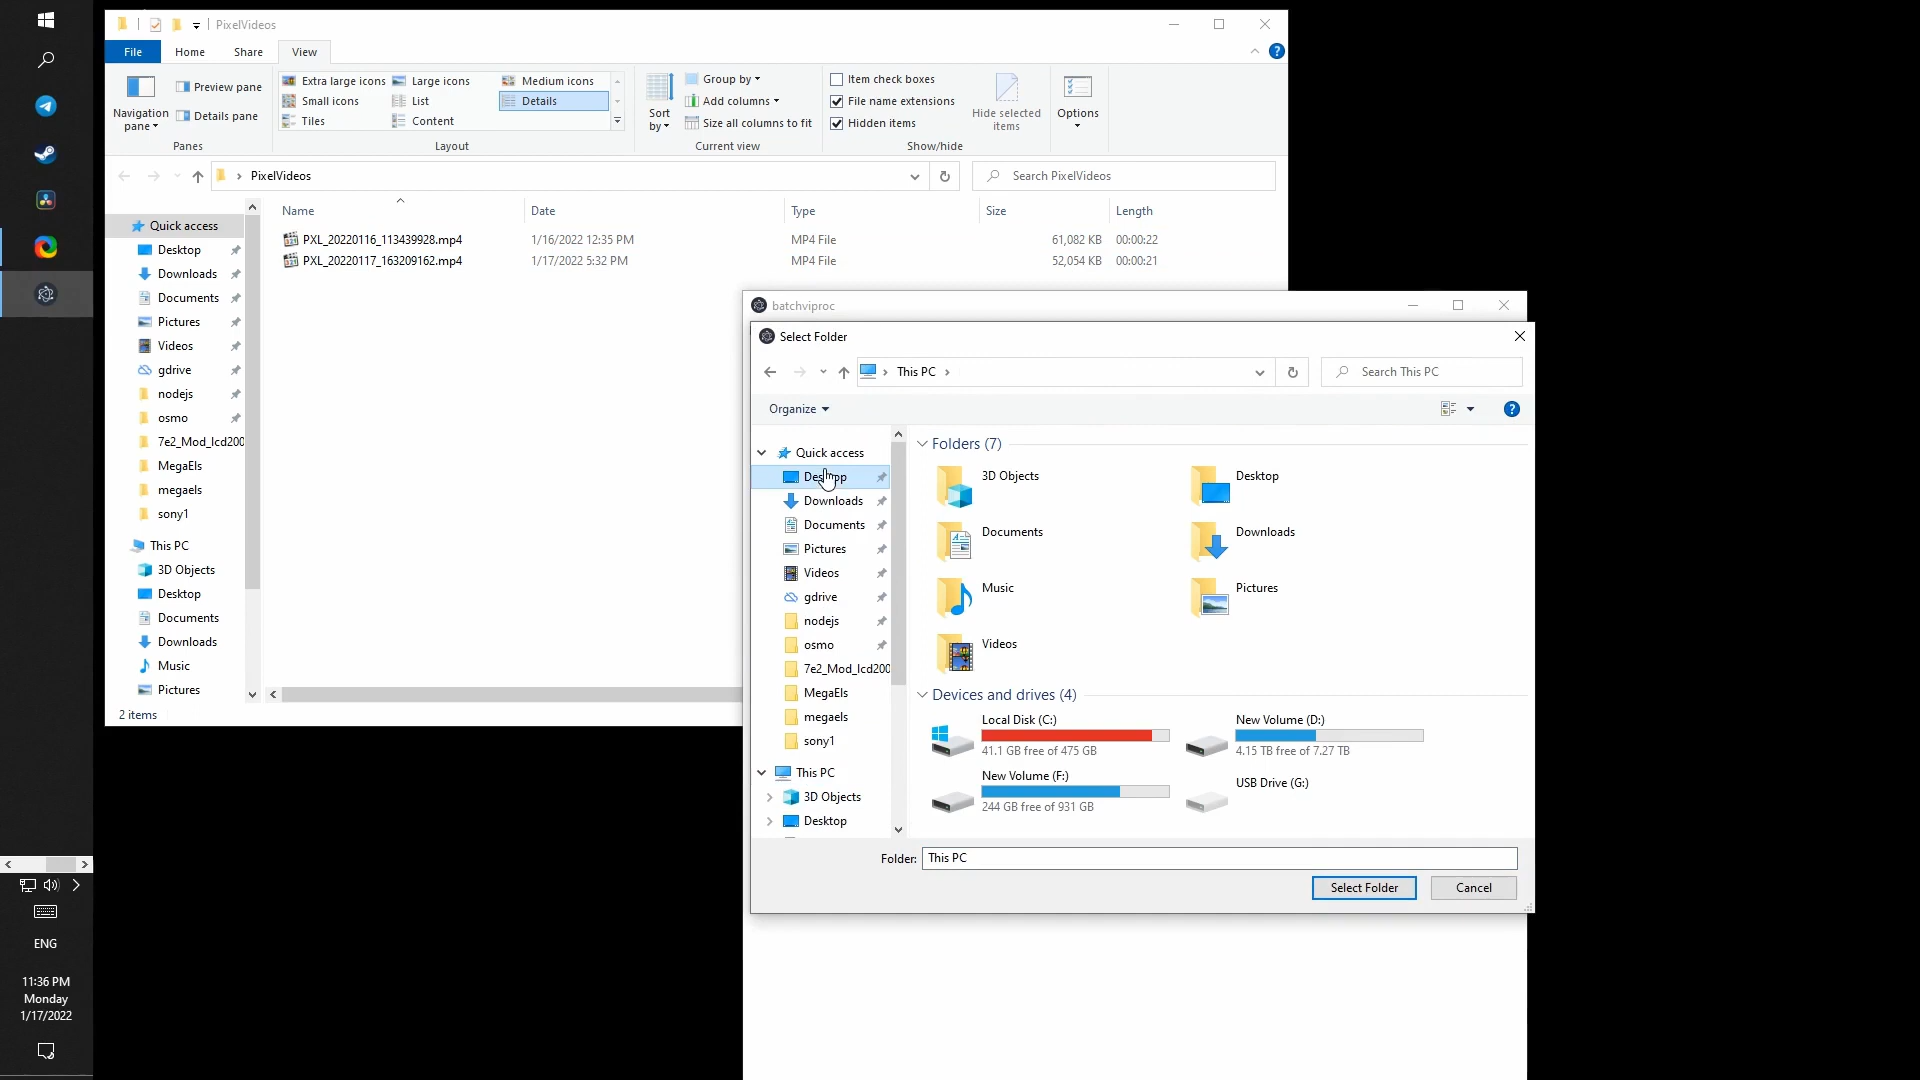 PixelVideos
File
Home
Share
View
Navigation pane
Preview pane
Details pane
Panes
Extra large icons
Large icons
Medium icons
Small icons
List
Details
Tiles
Content
Layout
Sort by
Group by
Add columns
Size all columns to fit
Current view
Item check boxes
File name extensions
Hidden items
Hide selected items
Show/hide
Options
PixelVideos
Search PixelVideos
Name
Date
Type
Size
Length
PXL_20220116_113439928.mp4 1/16/2022 12:35 PM MP4 File 61,082 KB 00:00:22
PXL_20220117_163209162.mp4 1/17/2022 5:32 PM MP4 File 52,054 KB 00:00:21
Quick access
Desktop
Downloads
Documents
Pictures
Videos
gdrive
nodejs
osmo
7e2_Mod_lcd200
MegaEls
megaels
sony1
This PC
3D Objects
Desktop
Documents
Downloads
Music
Pictures
2 items
batchviproc
Select Folder
This PC
Search This PC
Organize
Quick access
Desktop
Downloads
Documents
Pictures
Videos
gdrive
nodejs
osmo
7e2_Mod_lcd200
MegaEls
megaels
sony1
This PC
3D Objects
Desktop
Folders (7)
3D Objects
Desktop
Documents
Downloads
Music
Pictures
Videos
Devices and drives (4)
Local Disk (C:)
41.1 GB free of 475 GB
New Volume (D:)
4.15 TB free of 7.27 TB
New Volume (F:)
244 GB free of 931 GB
USB Drive (G:)
Folder: This PC
Select Folder
Cancel
ENG
11:36 PM
Monday
1/17/2022